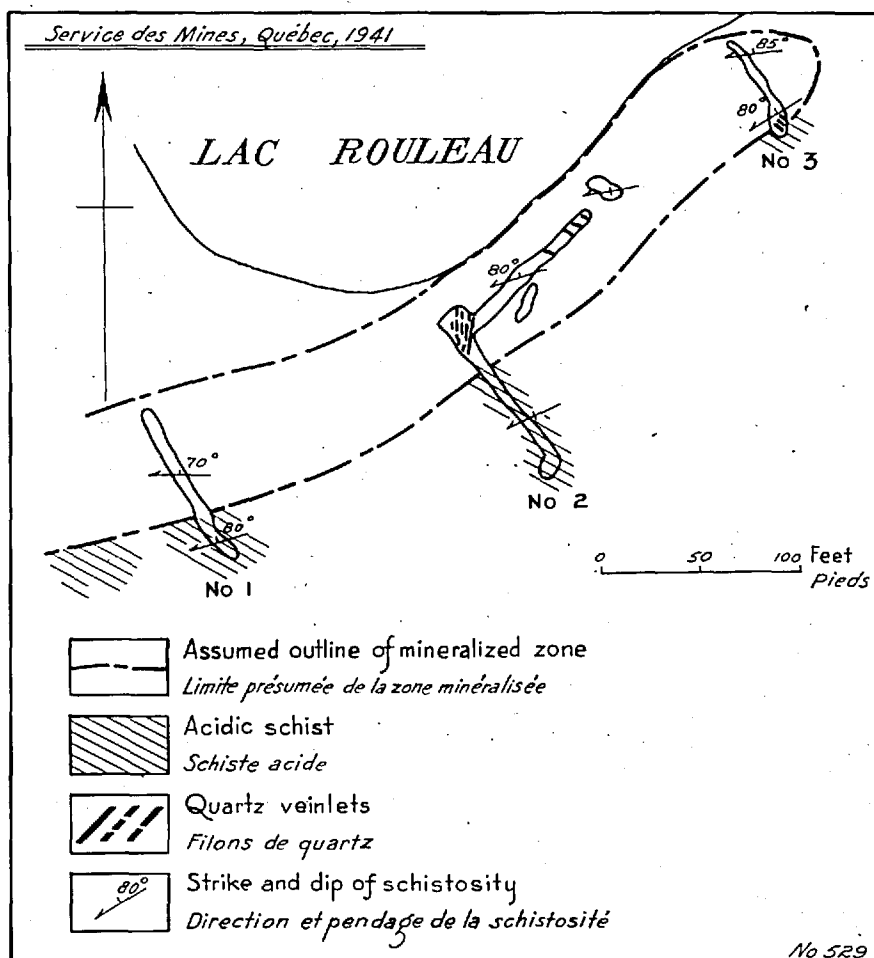 Service des Mines, Québec, 1941
LAC ROULEAU
85°
80°
No 3
80°
70°
80°
No 1
No 2
0 50 100 Feet
Pieds
Assumed outline of mineralized zone
Limite présumée de la zone minéralisée
Acidic schist
Schiste acide
Quartz veinlets
Filons de quartz
80°
Strike and dip of schistosity
Direction et pendage de la schistosité
No 529